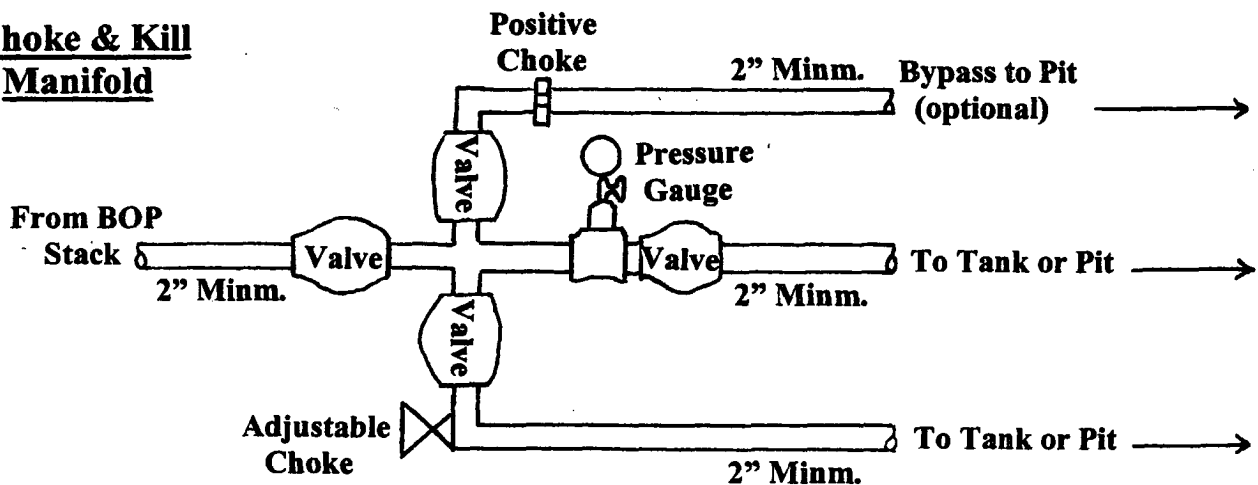 hoke & Kill
Manifold
Positive
Choke
2” Minm.
Bypass to Pit
(optional)
Valve
Pressure
Gauge
From BOP
Stack
Valve
Valve
To Tank or Pit
2” Minm.
2” Minm.
Valve
Adjustable
Choke
To Tank or Pit
2” Minm.